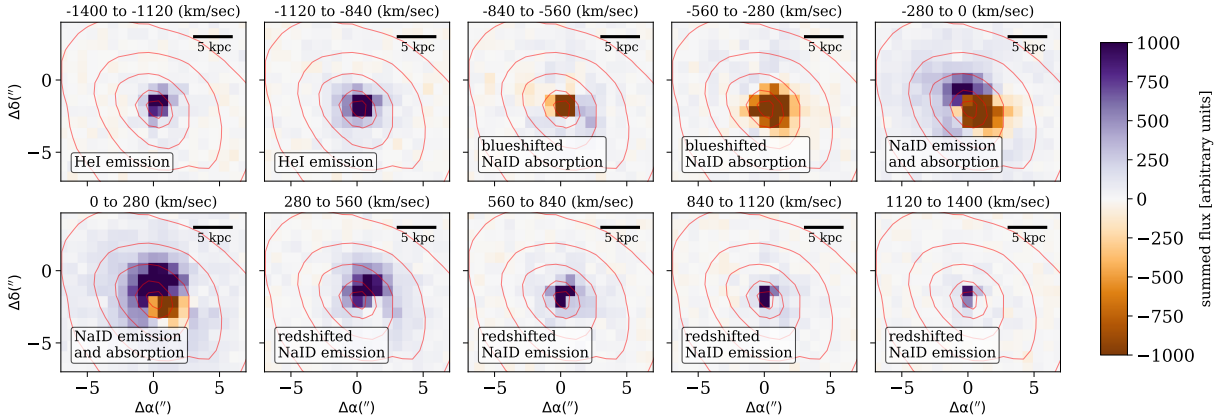 -1400 to -1120 (km/sec)
-1120 to -840 (km/sec)
-840 to -560 (km/sec)
-560 to -280 (km/sec)
-280 to 0 (km/sec)
5 kpc
5 kpc
5 kpc
5 kpc
5 kpc
0
−5
Δδ(″)
HeI emission
HeI emission
blueshifted
NaID absorption
blueshifted
NaID absorption
NaID emission
and absorption
0 to 280 (km/sec)
280 to 560 (km/sec)
560 to 840 (km/sec)
840 to 1120 (km/sec)
1120 to 1400 (km/sec)
5 kpc
5 kpc
5 kpc
5 kpc
5 kpc
0
−5
Δδ(″)
NaID emission
and absorption
redshifted
NaID emission
redshifted
NaID emission
redshifted
NaID emission
redshifted
NaID emission
−5 0 5
−5 0 5
−5 0 5
−5 0 5
−5 0 5
Δα(″)
Δα(″)
Δα(″)
Δα(″)
Δα(″)
1000
750
500
250
0
−250
−500
−750
−1000
summed flux [arbitrary units]